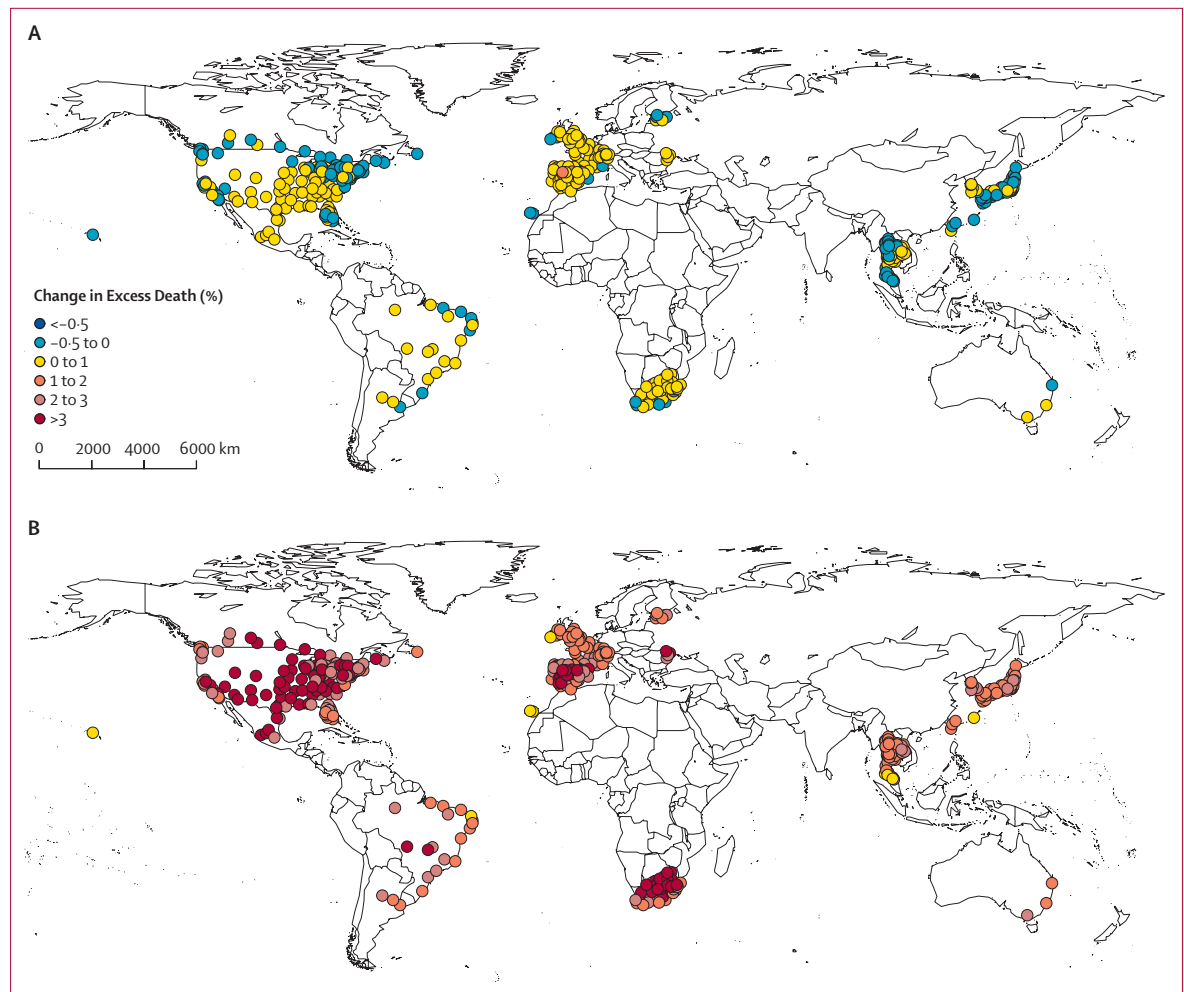 A
Change in Excess Death (%)
<–0·5
–0·5 to 0
0 to 1
1 to 2
2 to 3
>3
0 2000 4000 6000 km
B